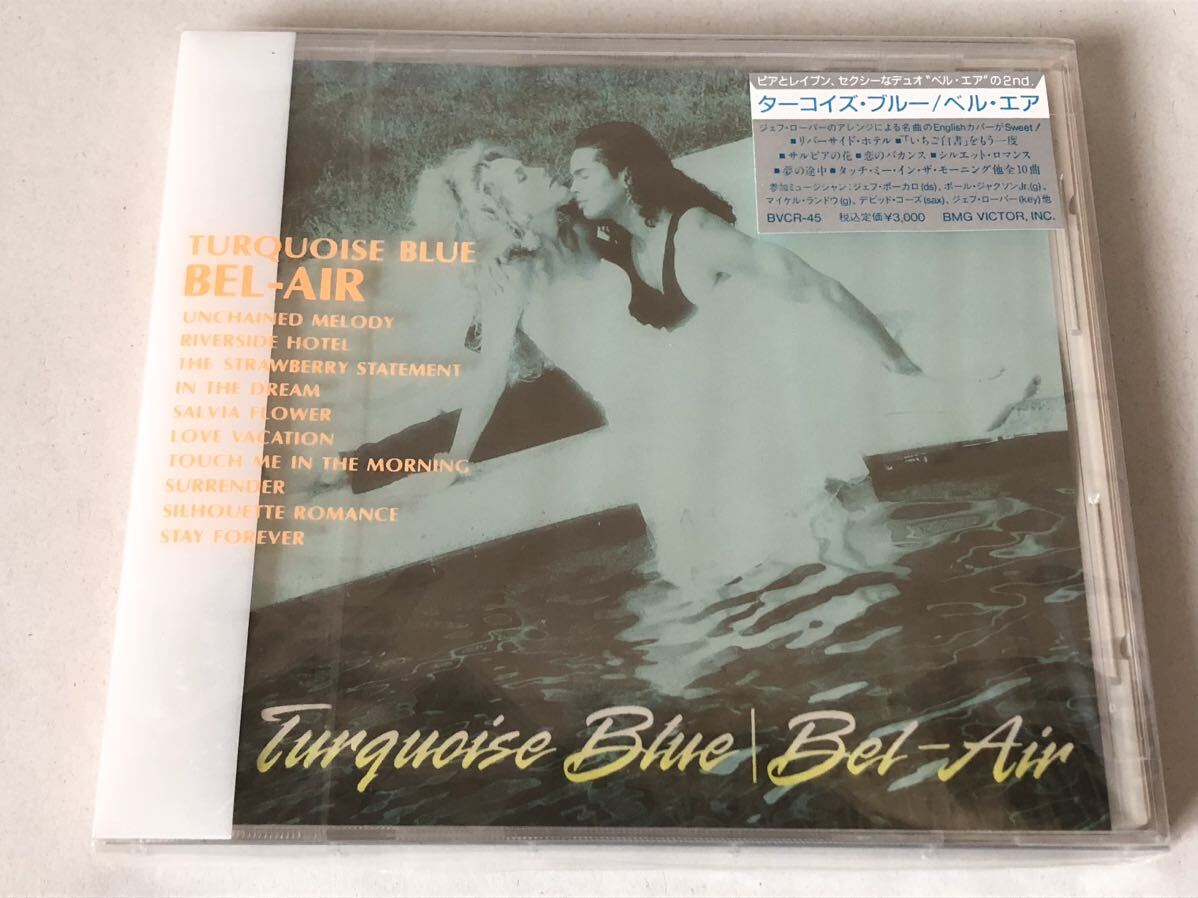 ピアとレイブン、セクシーなデュオ“ベル・エア”の2nd.
ターコイズ・ブルー/ベル・エア
ジェフ・ローバーのアレンジによる名曲のEnglishカバーがSweet!
■リバーサイド・ホテル ■「いちご白書」をもう一度
■サルビアの花 ■恋のバカンス ■シルエット・ロマンス
■夢の途中 ■タッチ・ミー・イン・ザ・モーニング他全10曲
参加ミュージシャン:ジェフ・ポーカロ(ds)、ポール・ジャクソンJr.(g)、
マイケル・ランドウ(g)、デビッド・コーズ(sax)、ジェフ・ローバー(key)他
BVCR-45 税込定価¥3,000 BMG VICTOR, INC.
TURQUOISE BLUE
BEL-AIR
UNCHAINED MELODY
RIVERSIDE HOTEL
THE STRAWBERRY STATEMENT
IN THE DREAM
SALVIA FLOWER
LOVE VACATION
TOUCH ME IN THE MORNING
SURRENDER
SILHOUETTE ROMANCE
STAY FOREVER
Turquoise Blue | Bel-Air